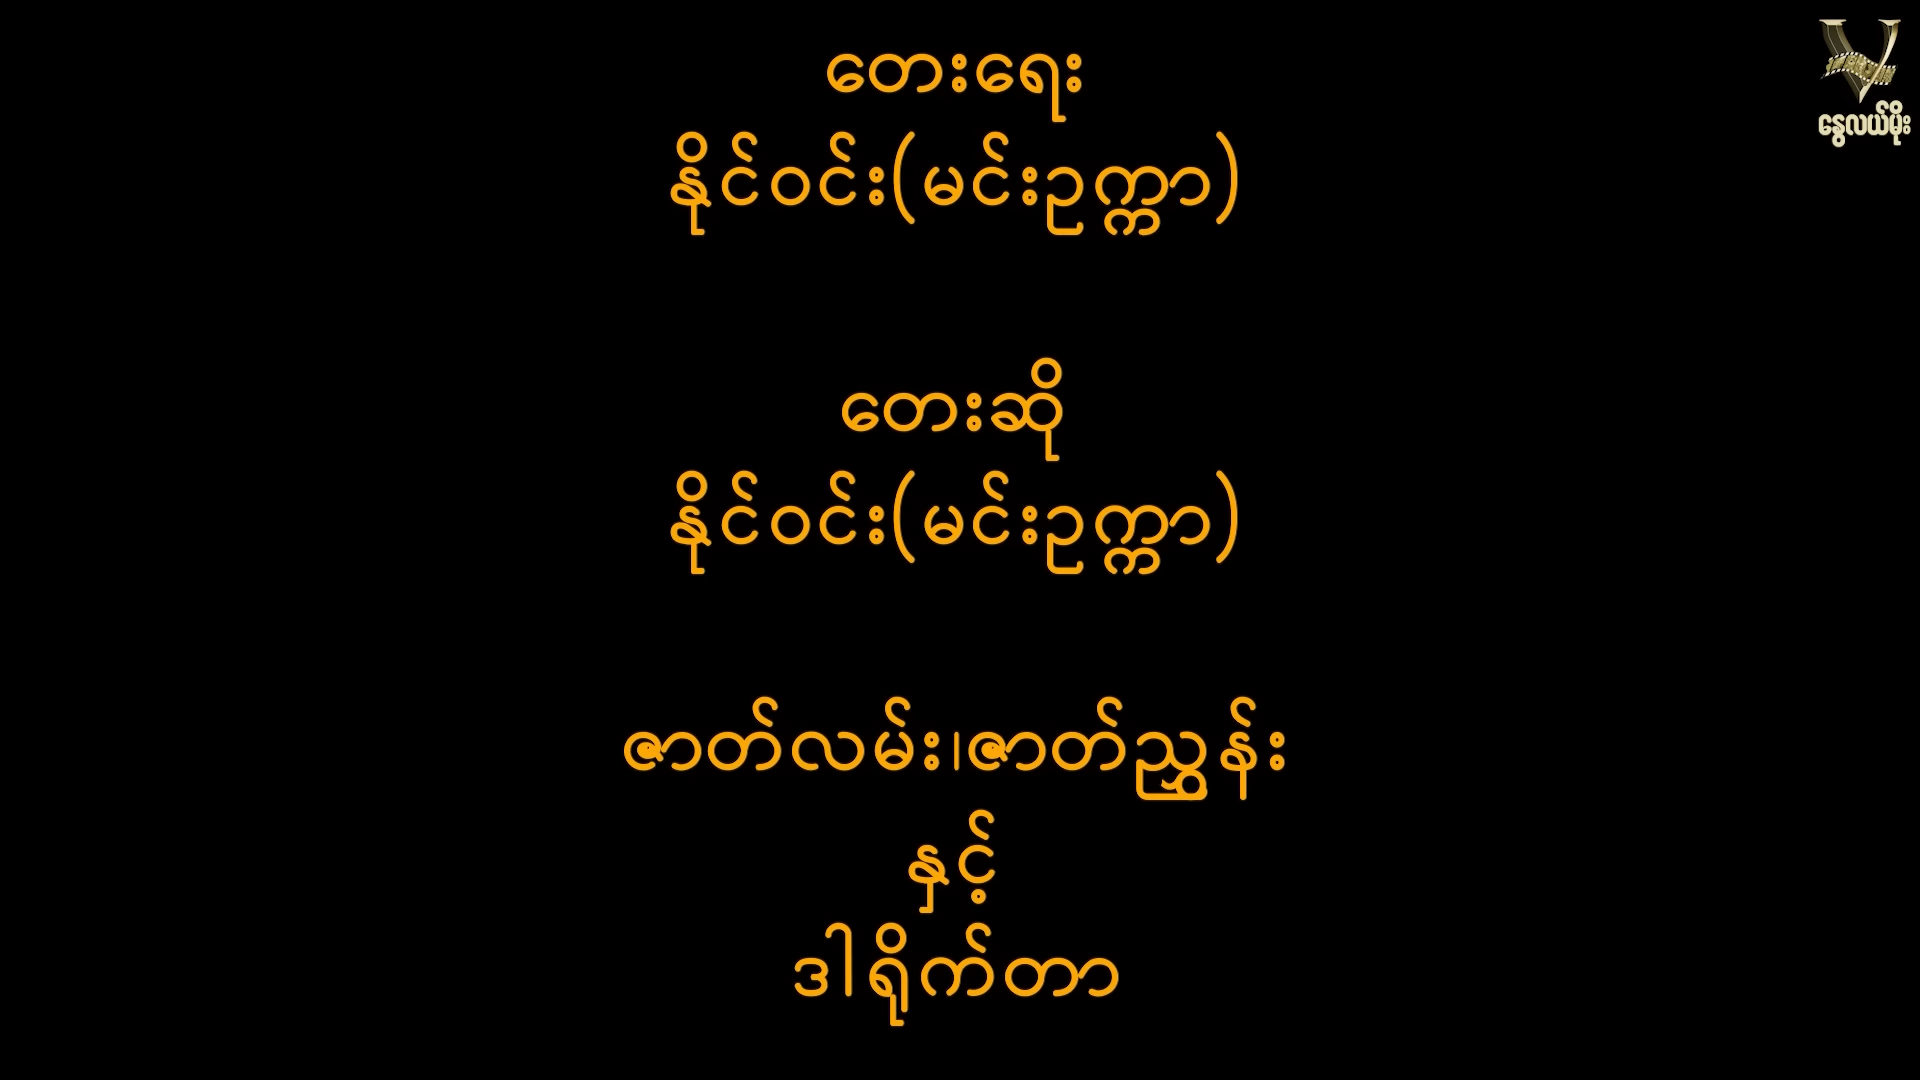 တေးရေး
နိုင်ဝင်း(မင်းဥက္ကာ)
တေးဆို
နိုင်ဝင်း(မင်းဥက္ကာ)
ဇာတ်လမ်း၊ဇာတ်ညွှန်း
နှင့်
ဒါရိုက်တာ
နွေလယ်မိုး